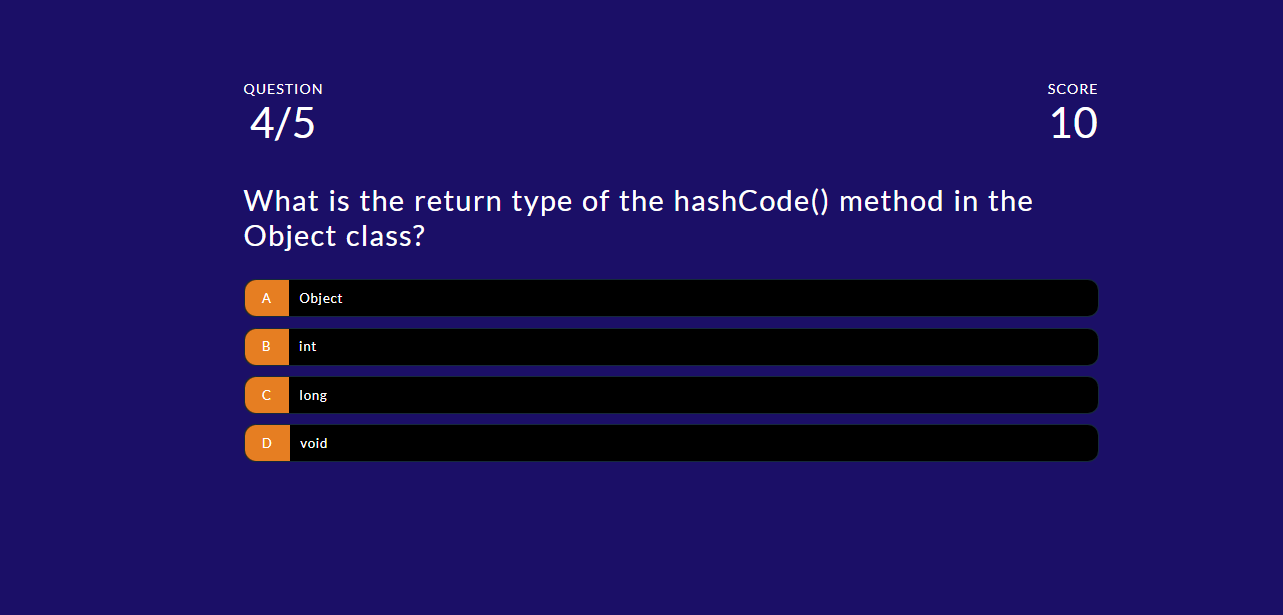 QUESTION
4/5
SCORE
10
What is the return type of the hashCode() method in the
Object class?
A Object
B int
C long
D void